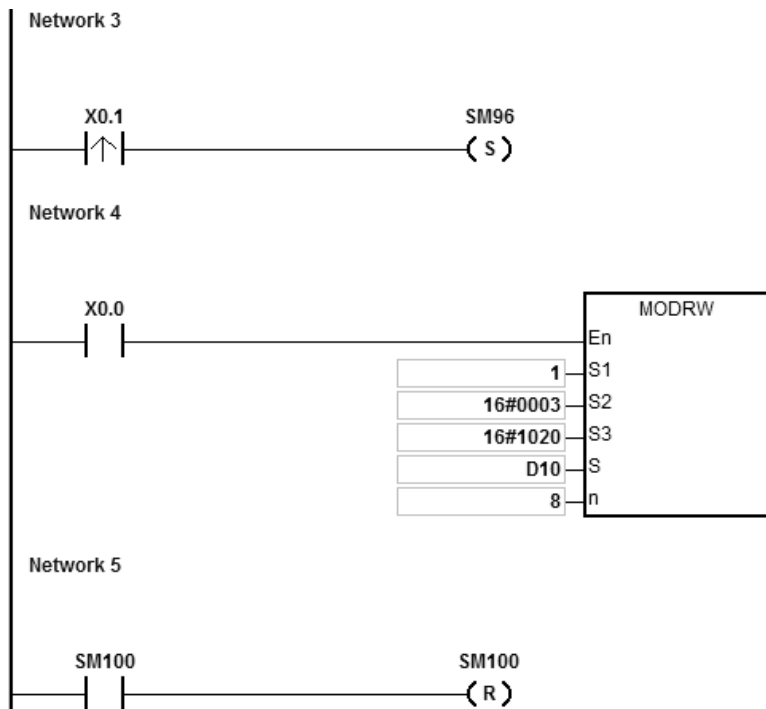 Network 3
X0.1
SM96
S
Network 4
X0.0
MODRW
En
1 S1
16#0003 S2
16#1020 S3
D10 S
8 n
Network 5
SM100
SM100
R